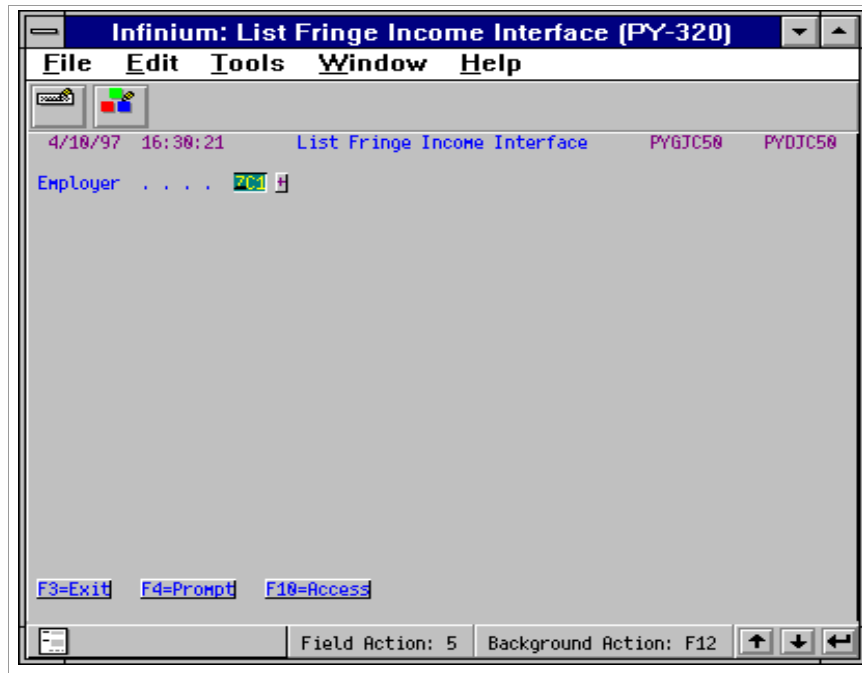 Infinium: List Fringe Income Interface (PY-320)
File Edit Tools Window Help
4/10/97 16:30:21 List Fringe Income Interface PYGJC50 PYDJC50
Employer . . . . ZC1 +
F3=Exit F4=Prompt F10=Access
Field Action: 5 Background Action: F12